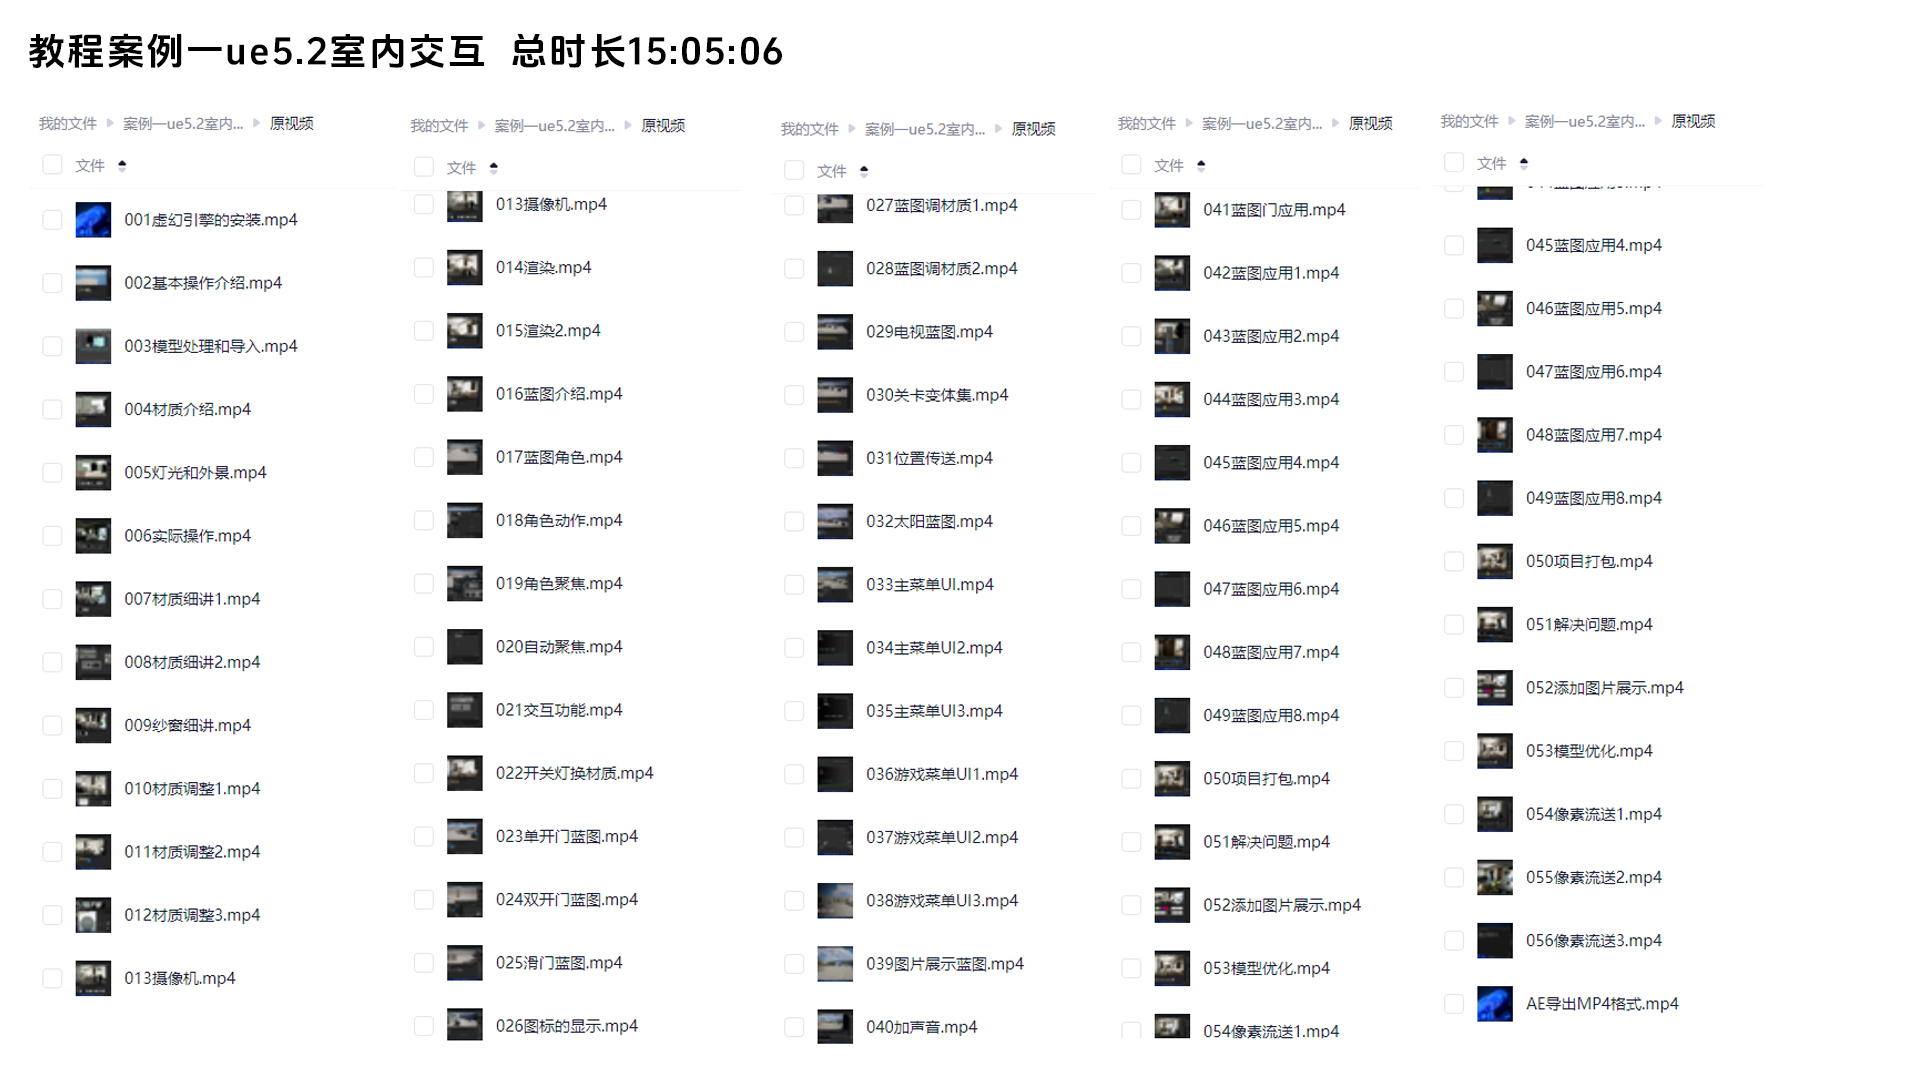 教程案例一ue5.2室内交互 总时长15:05:06
我的文件 案例一ue5.2室内... 原视频
文件
001虚幻引擎的安装.mp4
002基本操作介绍.mp4
003模型处理和导入.mp4
004材质介绍.mp4
005灯光和外景.mp4
006实际操作.mp4
007材质细讲1.mp4
008材质细讲2.mp4
009纱窗细讲.mp4
010材质调整1.mp4
011材质调整2.mp4
012材质调整3.mp4
013摄像机.mp4
我的文件 案例一ue5.2室内... 原视频
文件
013摄像机.mp4
014渲染.mp4
015渲染2.mp4
016蓝图介绍.mp4
017蓝图角色.mp4
018角色动作.mp4
019角色聚焦.mp4
020自动聚焦.mp4
021交互功能.mp4
022开关灯换材质.mp4
023单开门蓝图.mp4
024双开门蓝图.mp4
025滑门蓝图.mp4
026图标的显示.mp4
我的文件 案例一ue5.2室内... 原视频
文件
027蓝图调材质1.mp4
028蓝图调材质2.mp4
029电视蓝图.mp4
030关卡变体集.mp4
031位置传送.mp4
032太阳蓝图.mp4
033主菜单UI.mp4
034主菜单UI2.mp4
035主菜单UI3.mp4
036游戏菜单UI1.mp4
037游戏菜单UI2.mp4
038游戏菜单UI3.mp4
039图片展示蓝图.mp4
040加声音.mp4
我的文件 案例一ue5.2室内... 原视频
文件
041蓝图门应用.mp4
042蓝图应用1.mp4
043蓝图应用2.mp4
044蓝图应用3.mp4
045蓝图应用4.mp4
046蓝图应用5.mp4
047蓝图应用6.mp4
048蓝图应用7.mp4
049蓝图应用8.mp4
050项目打包.mp4
051解决问题.mp4
052添加图片展示.mp4
053模型优化.mp4
054像素流送1.mp4
我的文件 案例一ue5.2室内... 原视频
文件
045蓝图应用4.mp4
046蓝图应用5.mp4
047蓝图应用6.mp4
048蓝图应用7.mp4
049蓝图应用8.mp4
050项目打包.mp4
051解决问题.mp4
052添加图片展示.mp4
053模型优化.mp4
054像素流送1.mp4
055像素流送2.mp4
056像素流送3.mp4
AE导出MP4格式.mp4